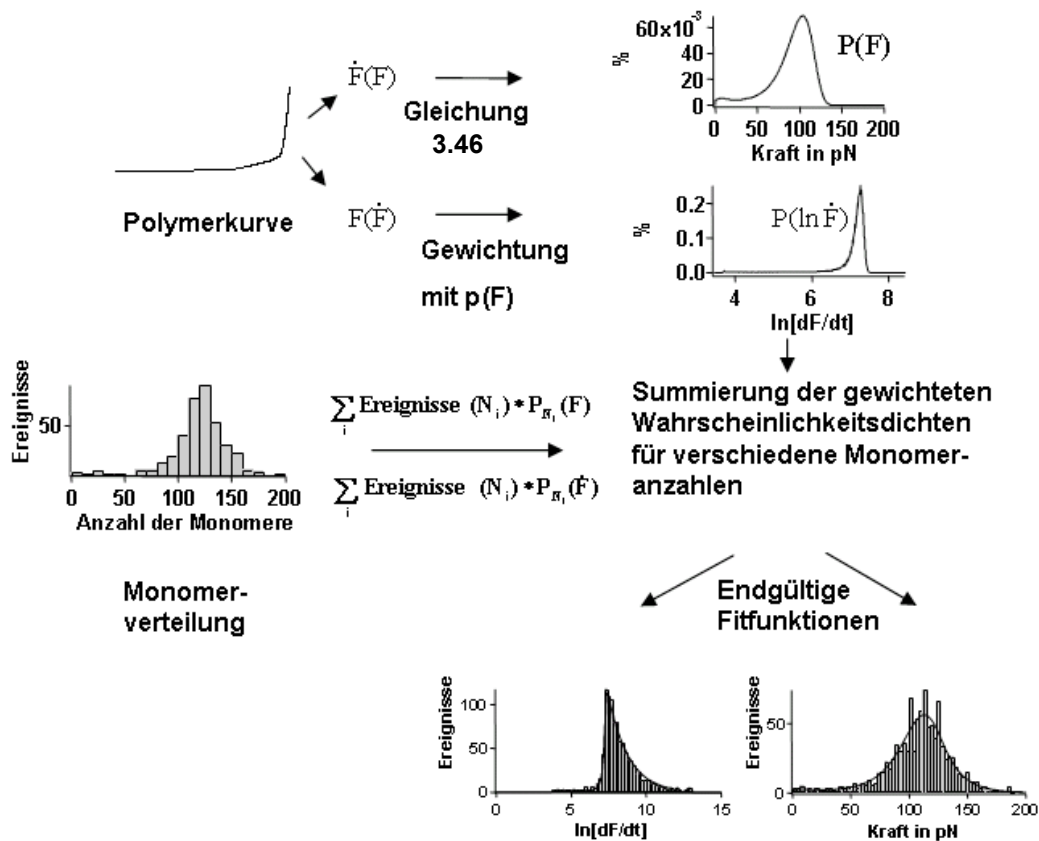 Ḟ(F)
Gleichung
3.46
Polymerkurve
F(Ḟ)
Gewichtung
mit p(F)
60x10⁻³
40
20
0
%
P(F)
0 50 100 150 200
Kraft in pN
0.2
0.1
0.0
%
P(ln Ḟ)
4 6 8
ln[dF/dt]
Ereignisse
50
0 50 100 150 200
Anzahl der Monomere
Monomer-
verteilung
∑ᵢ Ereignisse (Nᵢ) * P_Nᵢ(F)
∑ᵢ Ereignisse (Nᵢ) * P_Nᵢ(Ḟ)
Summierung der gewichteten
Wahrscheinlichkeitsdichten
für verschiedene Monomer-
anzahlen
Endgültige
Fitfunktionen
Ereignisse
100
50
0
0 5 10 15
ln[dF/dt]
Ereignisse
50
0
0 50 100 150 200
Kraft in pN